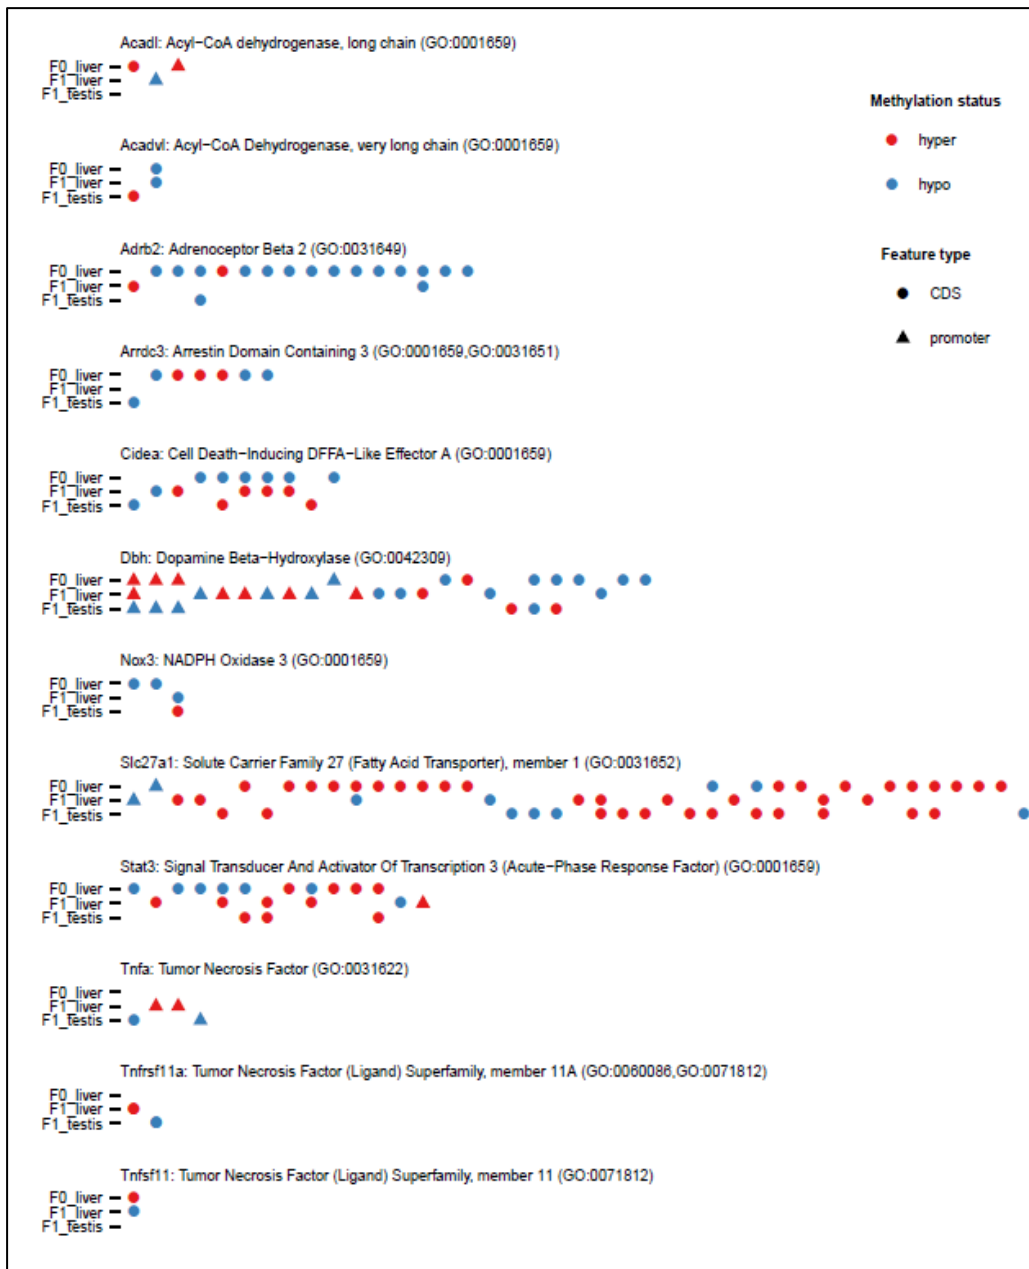 Acadl: Acyl−CoA dehydrogenase, long chain (GO:0001659)
F0_liver
F1_liver
F1_testis
Methylation status
hyper
hypo
Feature type
CDS
promoter
Acadvl: Acyl−CoA Dehydrogenase, very long chain (GO:0001659)
F0_liver
F1_liver
F1_testis
Adrb2: Adrenoceptor Beta 2 (GO:0031649)
F0_liver
F1_liver
F1_testis
Arrdc3: Arrestin Domain Containing 3 (GO:0001659,GO:0031651)
F0_liver
F1_liver
F1_testis
Cidea: Cell Death−Inducing DFFA−Like Effector A (GO:0001659)
F0_liver
F1_liver
F1_testis
Dbh: Dopamine Beta−Hydroxylase (GO:0042309)
F0_liver
F1_liver
F1_testis
Nox3: NADPH Oxidase 3 (GO:0001659)
F0_liver
F1_liver
F1_testis
Slc27a1: Solute Carrier Family 27 (Fatty Acid Transporter), member 1 (GO:0031652)
F0_liver
F1_liver
F1_testis
Stat3: Signal Transducer And Activator Of Transcription 3 (Acute−Phase Response Factor) (GO:0001659)
F0_liver
F1_liver
F1_testis
Tnfa: Tumor Necrosis Factor (GO:0031622)
F0_liver
F1_liver
F1_testis
Tnfrsf11a: Tumor Necrosis Factor (Ligand) Superfamily, member 11A (GO:0060086,GO:0071812)
F0_liver
F1_liver
F1_testis
Tnfsf11: Tumor Necrosis Factor (Ligand) Superfamily, member 11 (GO:0071812)
F0_liver
F1_liver
F1_testis